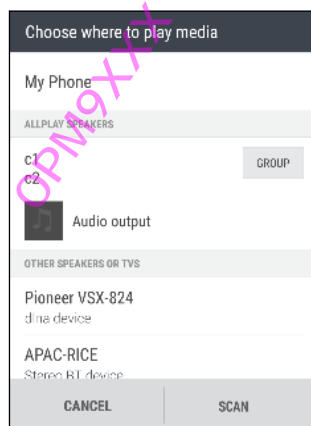 Choose where to play media
My Phone
ALLPLAY SPEAKERS
c1
c2
GROUP
Audio output
OTHER SPEAKERS OR TVS
Pioneer VSX-824
dlna device
APAC-RICE
Stereo BT device
CANCEL
SCAN
OPM9XXX